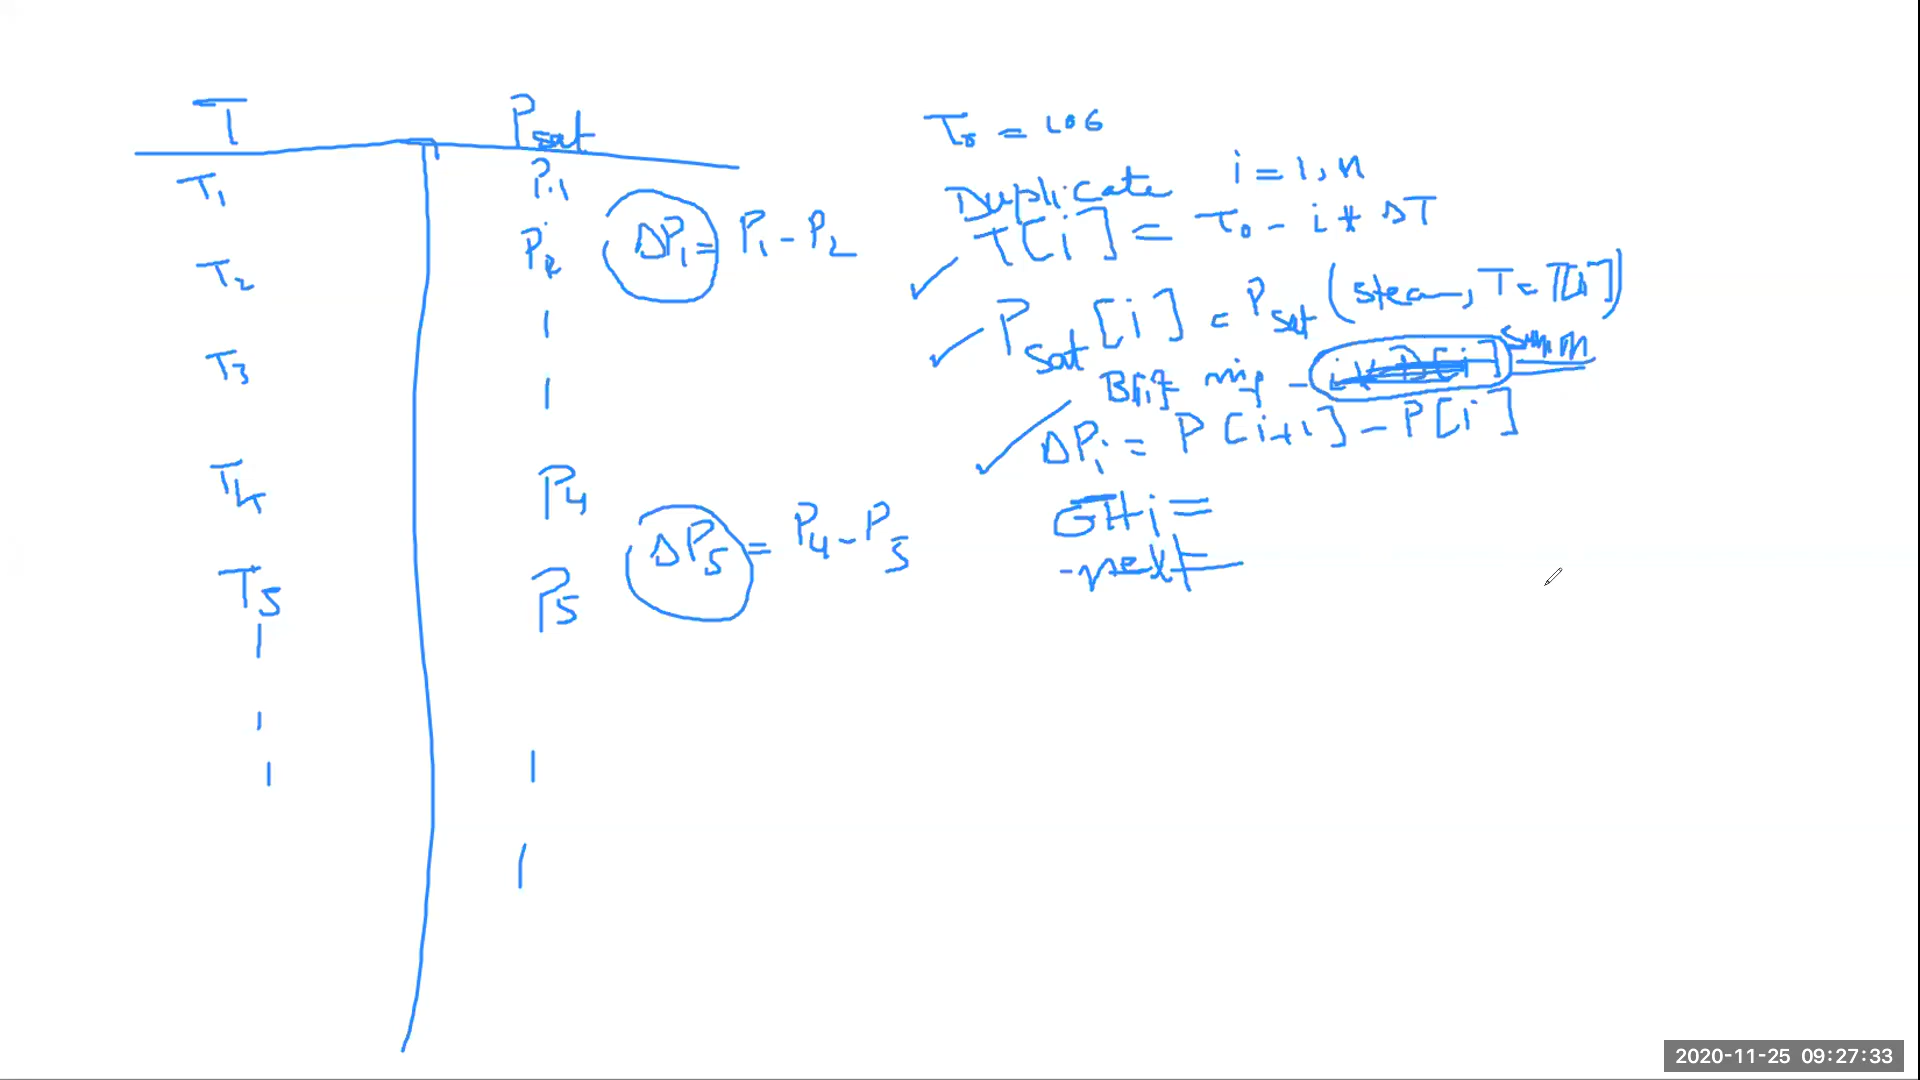 T Psat
T1 P1
ΔP1 = P1 - P2
T2 P2
T3
T4 P4
ΔP5 = P4 - P5
T5 P5
T0 = 106
Duplicate i = 1, n
T[i] = T0 - i * ΔT
Psat[i] = Psat (steam, T = T[i])
ΔPi = P[i+1] - P[i]
GHi =
2020-11-25 09:27:33